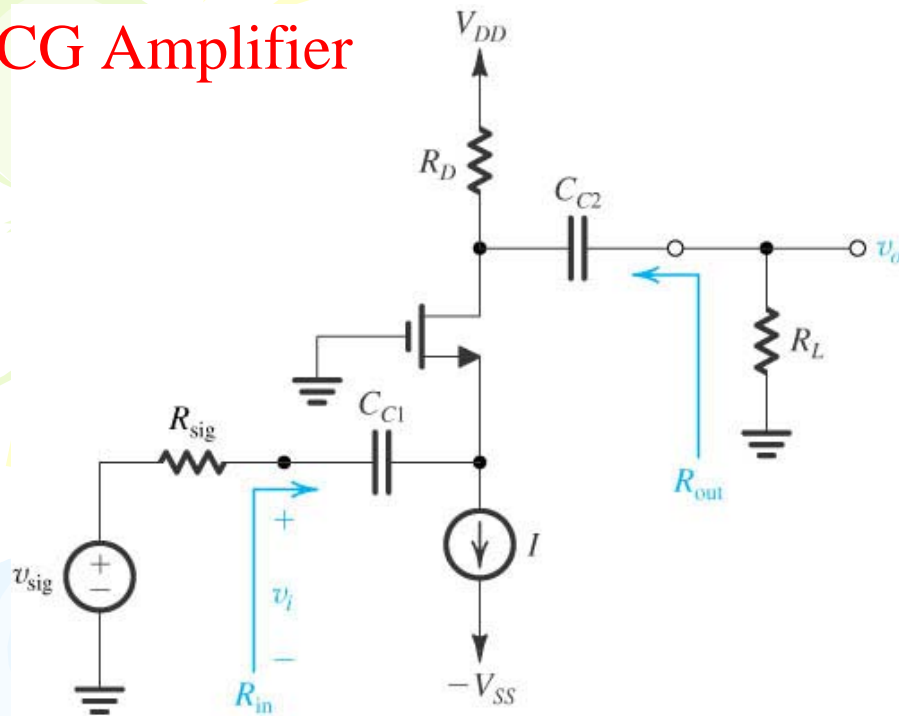 CG Amplifier
V_DD
R_D
C_C2
v_o
R_L
C_C1
R_sig
R_out
+
I
+
−
v_sig
v_i
−
R_in
−V_SS